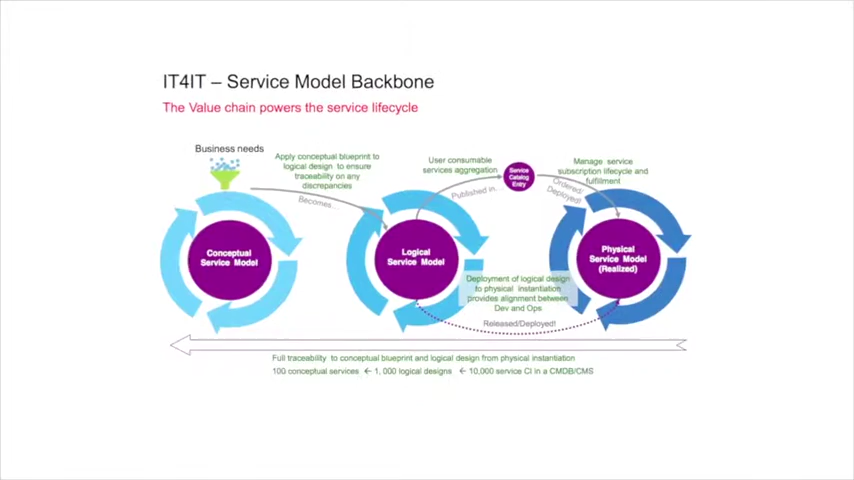 IT4IT – Service Model Backbone
The Value chain powers the service lifecycle
Business needs
Apply conceptual blueprint to
logical design to ensure
traceability on any
discrepancies
Becomes...
User consumable
services aggregation
Published in...
Service
Catalog
Entry
Manage service
subscription lifecycle and
fulfillment
Ordered/
Deployed!
Conceptual
Service Model
Logical
Service Model
Physical
Service Model
(Realized)
Deployment of logical design
to physical instantiation
provides alignment between
Dev and Ops
Released/Deployed!
Full traceability to conceptual blueprint and logical design from physical instantiation
100 conceptual services ← 1, 000 logical designs ← 10,000 service CI in a CMDB/CMS